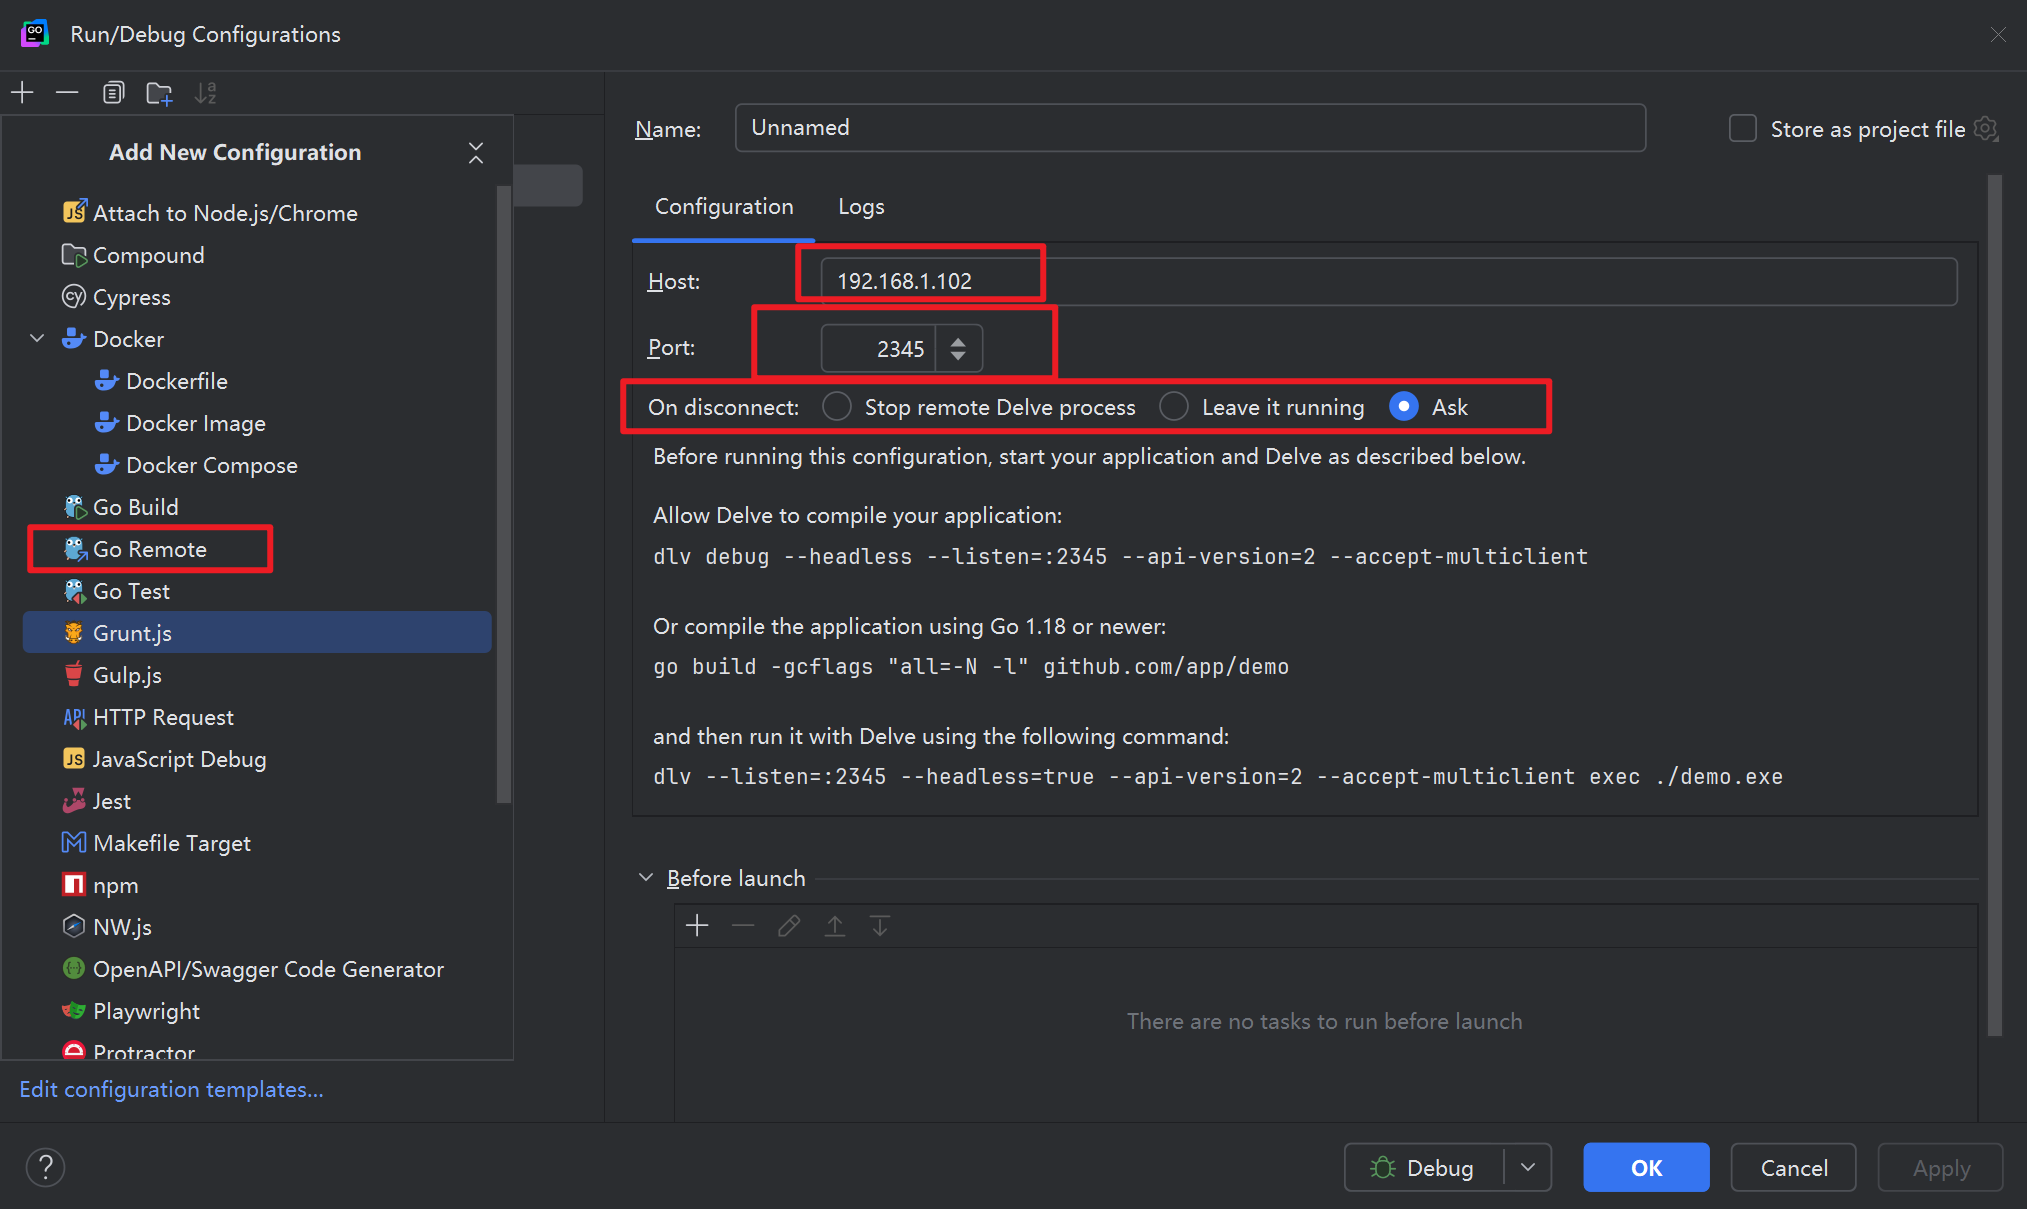 Run/Debug Configurations
Add New Configuration
Attach to Node.js/Chrome
Compound
Cypress
Docker
Dockerfile
Docker Image
Docker Compose
Go Build
Go Remote
Go Test
Grunt.js
Gulp.js
HTTP Request
JavaScript Debug
Jest
Makefile Target
npm
NW.js
OpenAPI/Swagger Code Generator
Playwright
Protractor
Edit configuration templates...
Name: Unnamed
Store as project file
Configuration Logs
Host: 192.168.1.102
Port: 2345
On disconnect: Stop remote Delve process Leave it running Ask
Before running this configuration, start your application and Delve as described below.
Allow Delve to compile your application:
dlv debug --headless --listen=:2345 --api-version=2 --accept-multiclient
Or compile the application using Go 1.18 or newer:
go build -gcflags "all=-N -l" github.com/app/demo
and then run it with Delve using the following command:
dlv --listen=:2345 --headless=true --api-version=2 --accept-multiclient exec ./demo.exe
Before launch
There are no tasks to run before launch
? Debug OK Cancel Apply